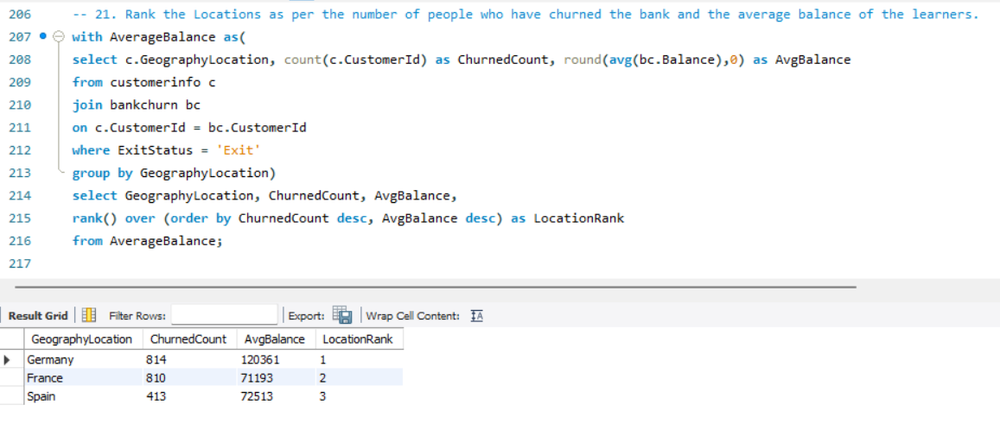 206 -- 21. Rank the Locations as per the number of people who have churned the bank and the average balance of the learners.
207 with AverageBalance as(
208 select c.GeographyLocation, count(c.CustomerId) as ChurnedCount, round(avg(bc.Balance),0) as AvgBalance
209 from customerinfo c
210 join bankchurn bc
211 on c.CustomerId = bc.CustomerId
212 where ExitStatus = 'Exit'
213 group by GeographyLocation)
214 select GeographyLocation, ChurnedCount, AvgBalance,
215 rank() over (order by ChurnedCount desc, AvgBalance desc) as LocationRank
216 from AverageBalance;
217
Result Grid Filter Rows: Export: Wrap Cell Content: IA
GeographyLocation ChurnedCount AvgBalance LocationRank
Germany 814 120361 1
France 810 71193 2
Spain 413 72513 3